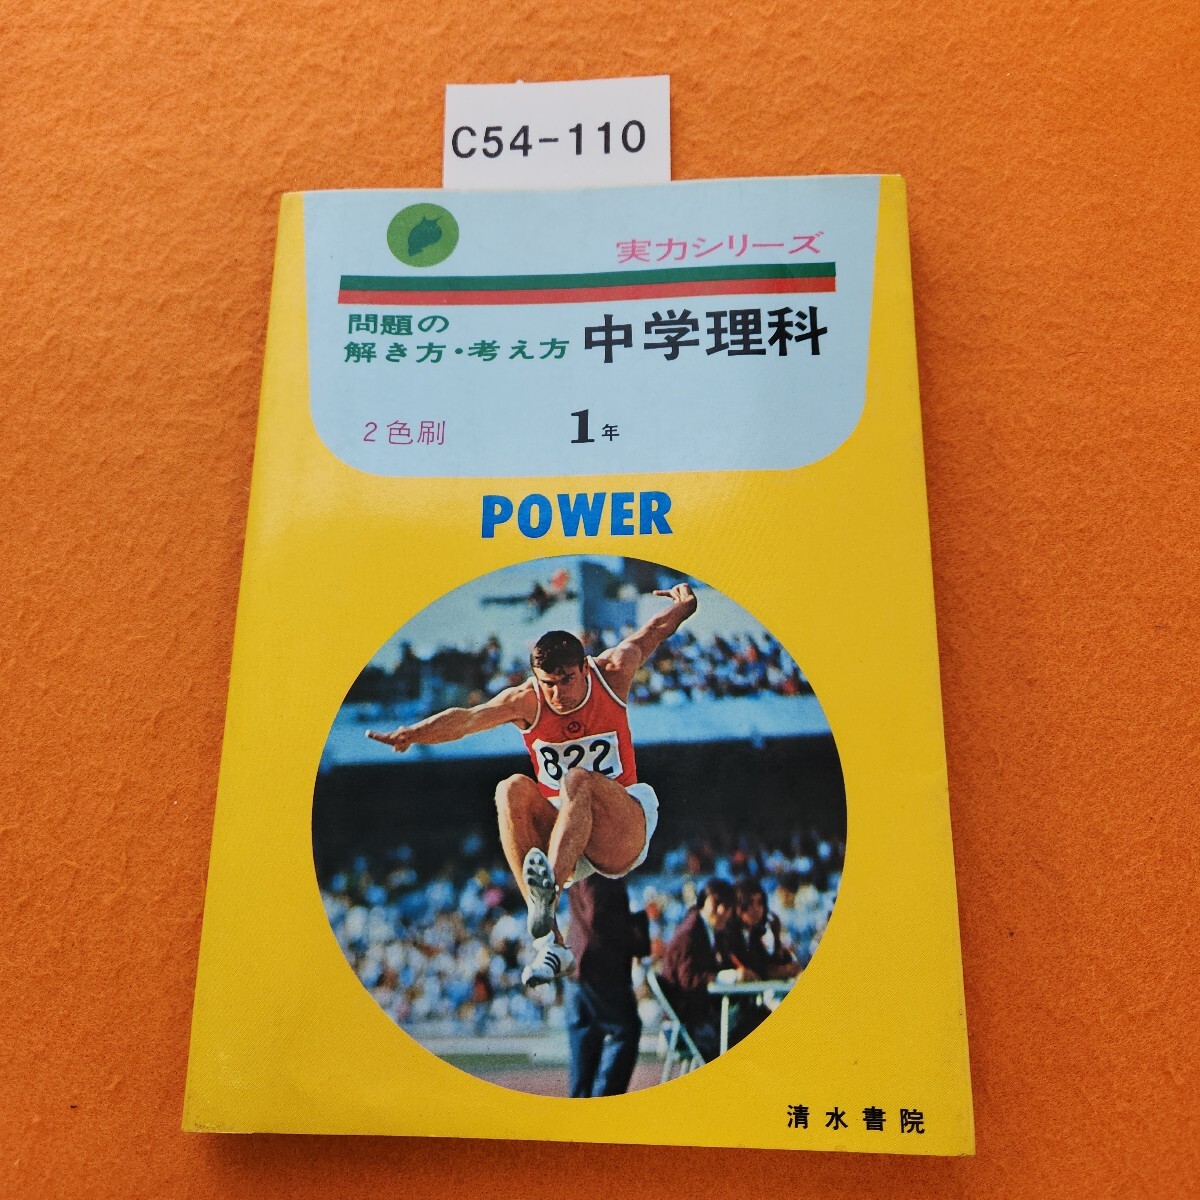 C54-110
実力シリーズ
問題の
解き方・考え方 中学理科
2色刷 1年
POWER
822
清水書院